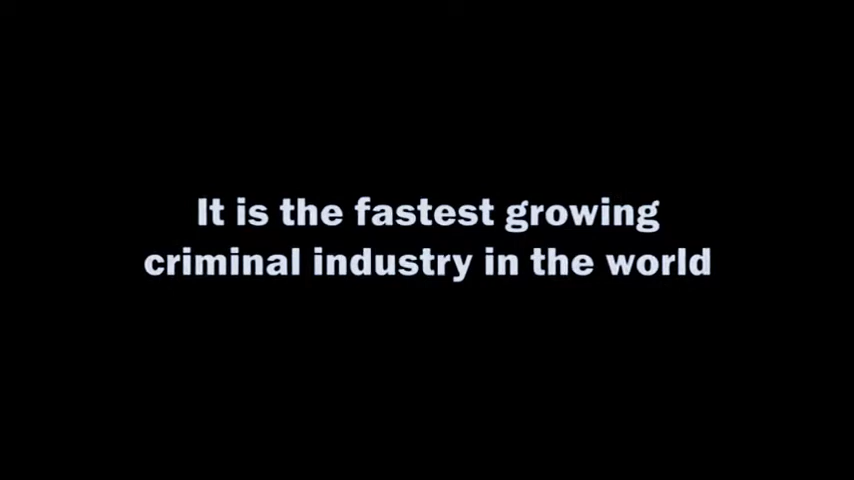 It is the fastest growing
criminal industry in the world